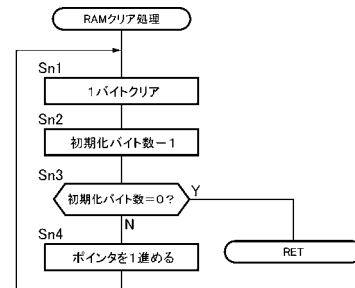 RAMクリア処理
Sn1
1バイトクリア
Sn2
初期化バイト数－1
Sn3
初期化バイト数=0?
Y
N
Sn4
ポインタを1進める
RET